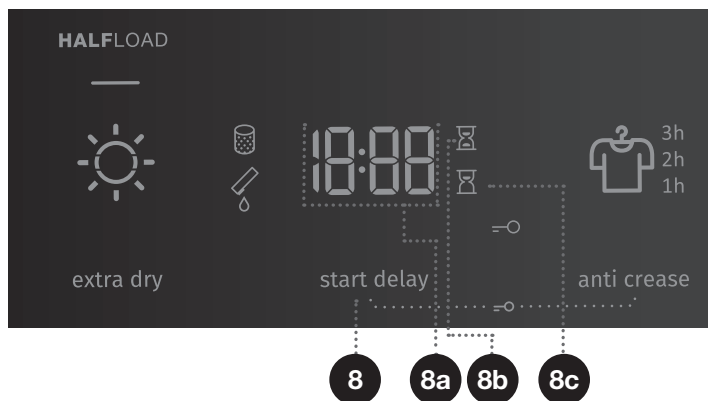 HALFLOAD
18:88
3h
2h
1h
extra dry
start delay
anti crease
8
8a
8b
8c